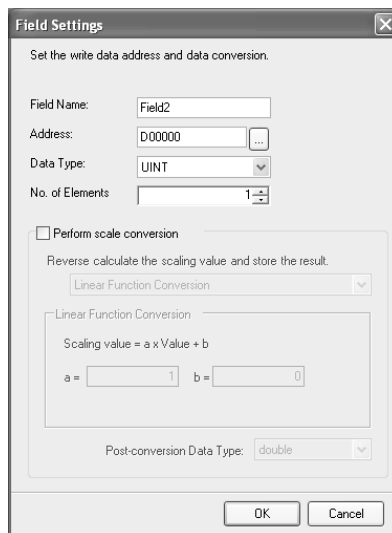 Field Settings
Set the write data address and data conversion.
Field Name: Field2
Address: D00000 ...
Data Type: UINT
No. of Elements 1
Perform scale conversion
Reverse calculate the scaling value and store the result.
Linear Function Conversion
Linear Function Conversion
Scaling value = a x Value + b
a = 1 b = 0
Post-conversion Data Type: double
OK Cancel